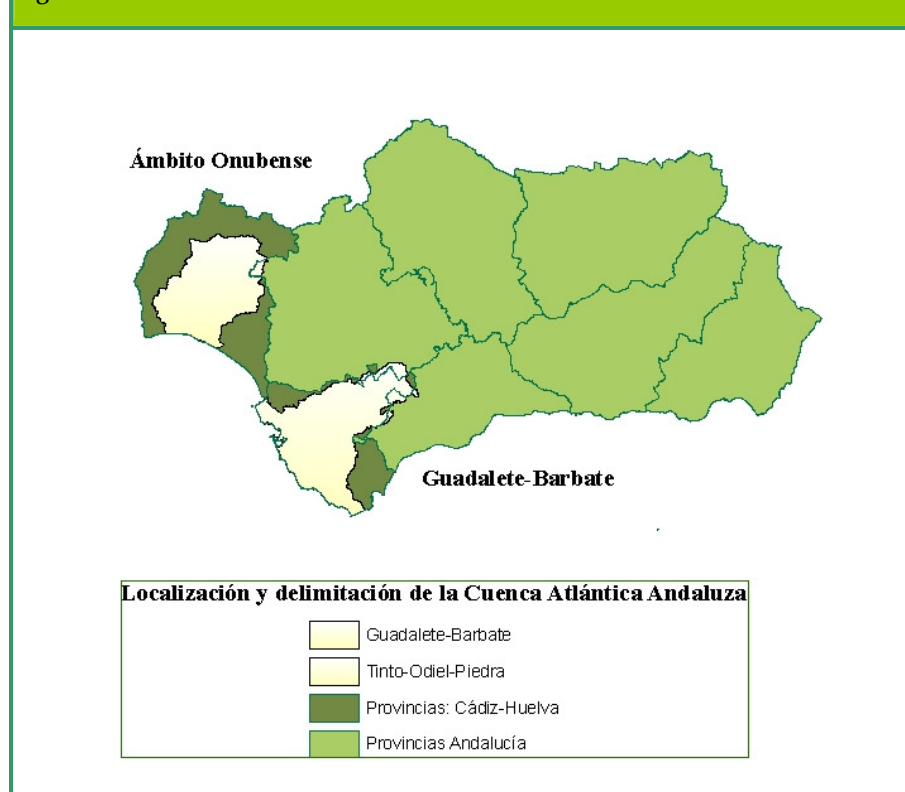 Ámbito Onubense
Guadalete-Barbate
Localización y delimitación de la Cuenca Atlántica Andaluza
Guadalete-Barbate
Tinto-Odiel-Piedra
Provincias: Cádiz-Huelva
Provincias Andalucía